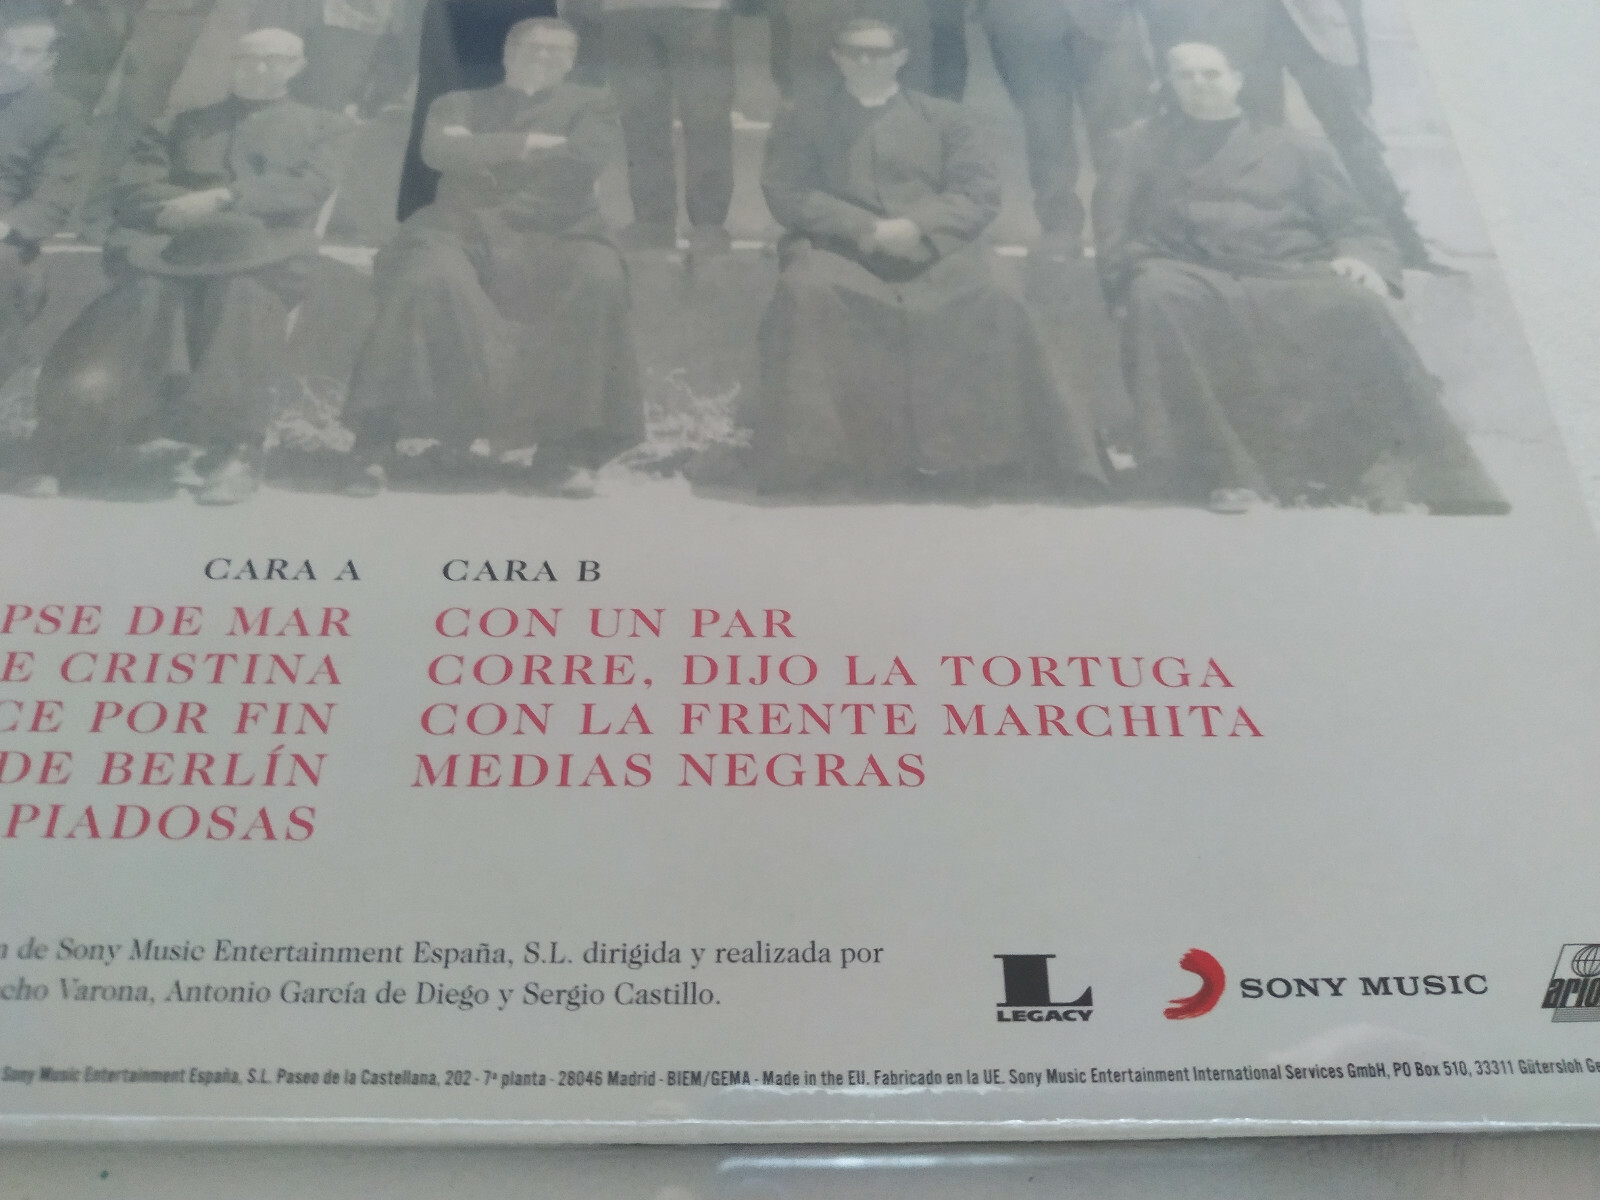 CARA A
PSE DE MAR
E CRISTINA
CE POR FIN
DE BERLÍN
PIADOSAS
CARA B
CON UN PAR
CORRE, DIJO LA TORTUGA
CON LA FRENTE MARCHITA
MEDIAS NEGRAS
n de Sony Music Entertainment España, S.L. dirigida y realizada por
cho Varona, Antonio García de Diego y Sergio Castillo.
L
LEGACY
SONY MUSIC
ario
Sony Music Entertainment España, S.L. Paseo de la Castellana, 202 - 7ª planta - 28046 Madrid - BIEM/GEMA - Made in the EU. Fabricado en la UE. Sony Music Entertainment International Services GmbH, PO Box 510, 33311 Gütersloh Ge